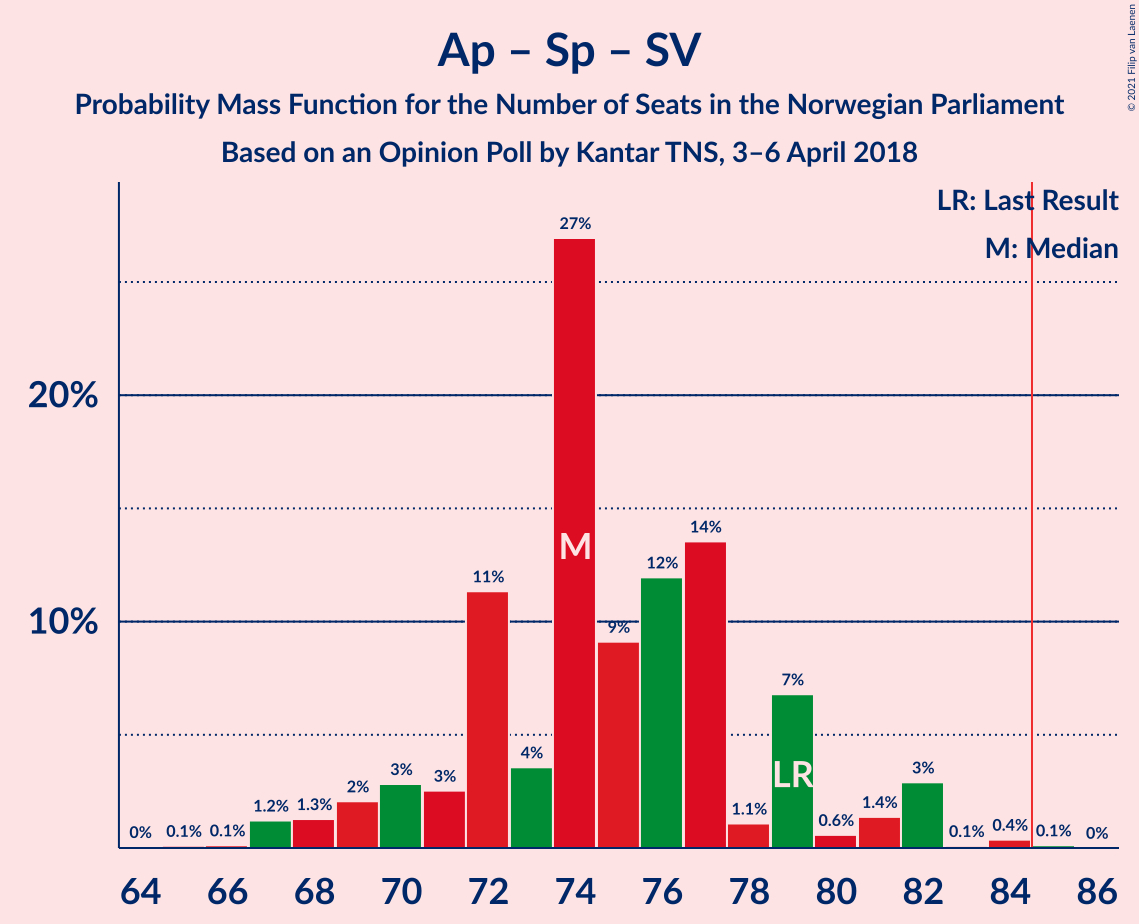 Ap – Sp – SV
Probability Mass Function for the Number of Seats in the Norwegian Parliament
Based on an Opinion Poll by Kantar TNS, 3–6 April 2018
© 2021 Filip van Laenen
LR: Last Result
M: Median
27%
20%
14%
M
12%
11%
10%
9%
7%
4%
LR
3%
3%
3%
2%
1.2%
1.3%
1.1%
0.6%
1.4%
0%
0.1%
0.1%
0.1%
0.4%
0.1%
0%
64 66 68 70 72 74 76 78 80 82 84 86